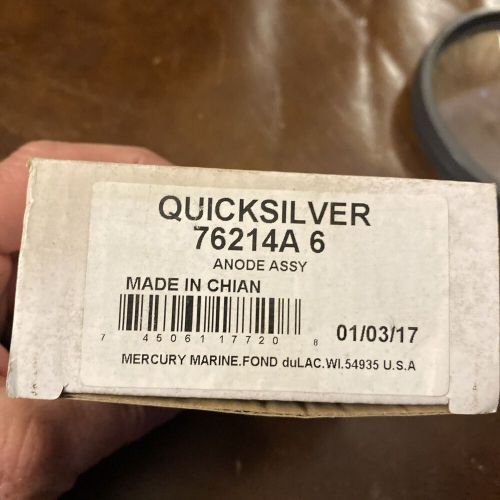 QUICKSILVER
76214A 6
ANODE ASSY
MADE IN CHIAN
7 45061 17720 8
01/03/17
MERCURY MARINE.FOND duLAC.WI.54935 U.S.A